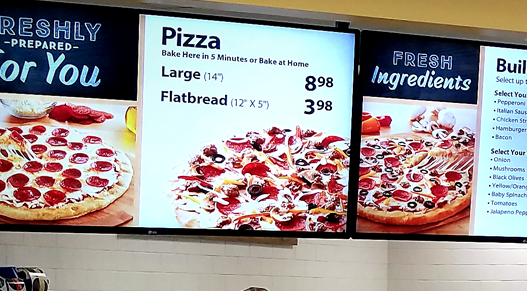 RESHLY
-PREPARED-
or You
Pizza
Bake Here in 5 Minutes or Bake at Home
Large (14") 8.98
Flatbread (12" X 5") 3.98
FRESH
Ingredients
Buil
Select up t
Select You
• Pepperoni
• Italian Saus
• Chicken Str
• Hamburger
• Bacon
Select Your
• Onion
• Mushrooms
• Black Olives
• Yellow/Oran
• Baby Spinach
• Tomatoes
• Jalapeno Pepp